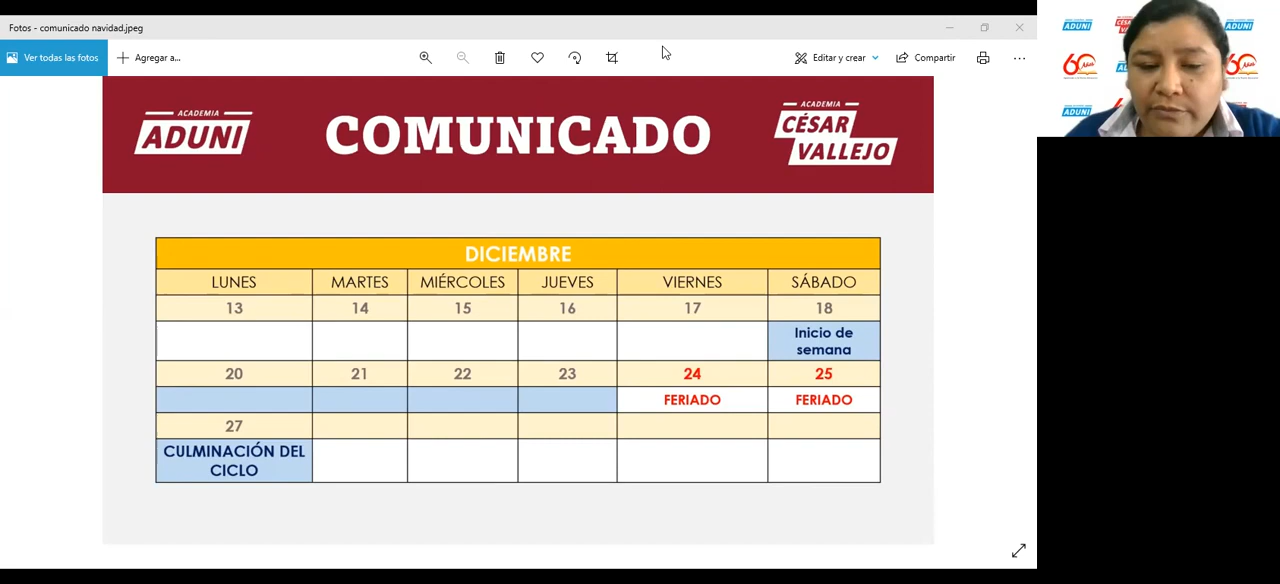 Fotos - comunicado navidad.jpeg
Ver todas las fotos
Agregar a...
Editar y crear
Compartir
ACADEMIA
ADUNI
COMUNICADO
ACADEMIA
CÉSAR
VALLEJO
DICIEMBRE
LUNES MARTES MIÉRCOLES JUEVES VIERNES SÁBADO
13 14 15 16 17 18
Inicio de
semana
20 21 22 23 24 25
FERIADO FERIADO
27
CULMINACIÓN DEL
CICLO
ADUNI
ADUNI
60
60
ADUNI
ADUNI